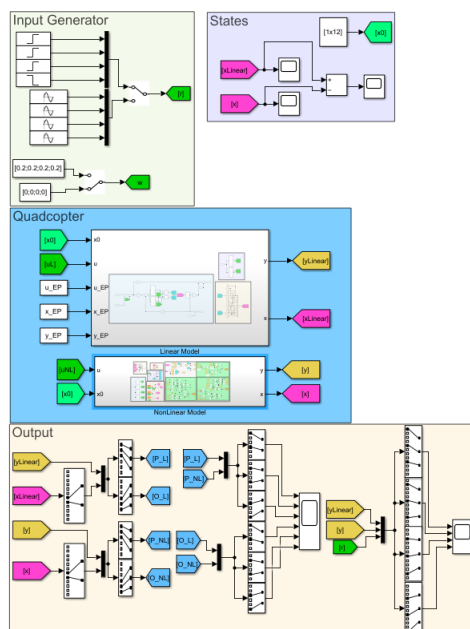 Input Generator
[r]
[0.2;0.2;0.2;0.2]
[0;0;0;0]
w
States
[1x12]
[x0]
[xLinear]
[x]
+
−
Quadcopter
[x0]
[uL]
u_EP
x_EP
y_EP
x0
u
u_EP
x_EP
y_EP
y
x
[yLinear]
[xLinear]
Linear Model
[uNL]
[x0]
u
x0
y
x
[y]
[x]
NonLinear Model
Output
[yLinear]
[xLinear]
[y]
[x]
[P_L]
[O_L]
[P_NL]
[O_NL]
[P_L]
[P_NL]
[O_L]
[O_NL]
[yLinear]
[y]
[r]